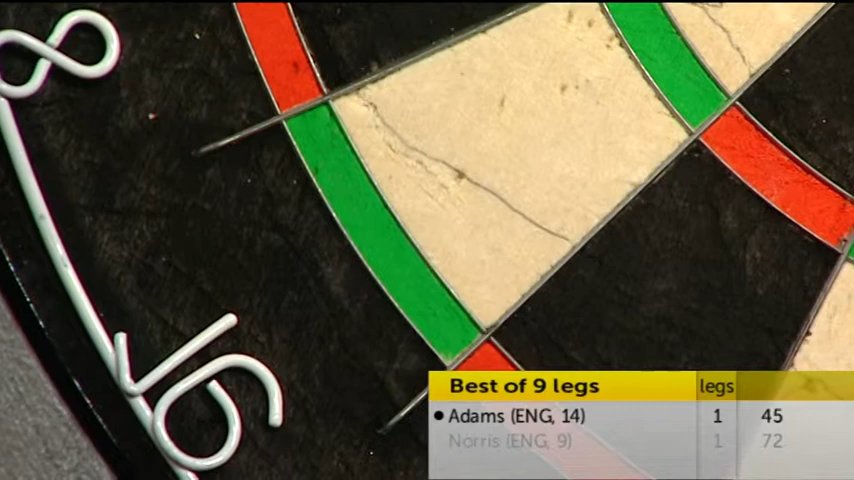 8
16
Best of 9 legs legs
Adams (ENG, 14) 1 45
Norris (ENG, 9) 1 72